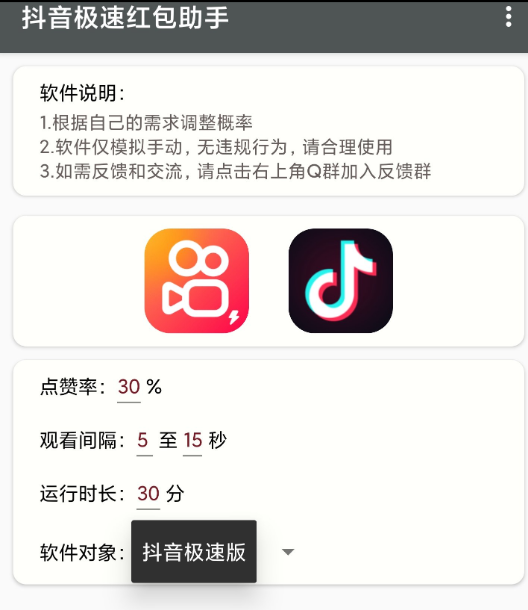 抖音极速红包助手
软件说明：
1.根据自己的需求调整概率
2.软件仅模拟手动，无违规行为，请合理使用
3.如需反馈和交流，请点击右上角Q群加入反馈群
点赞率：30 %
观看间隔：5 至 15 秒
运行时长：30 分
软件对象：抖音极速版